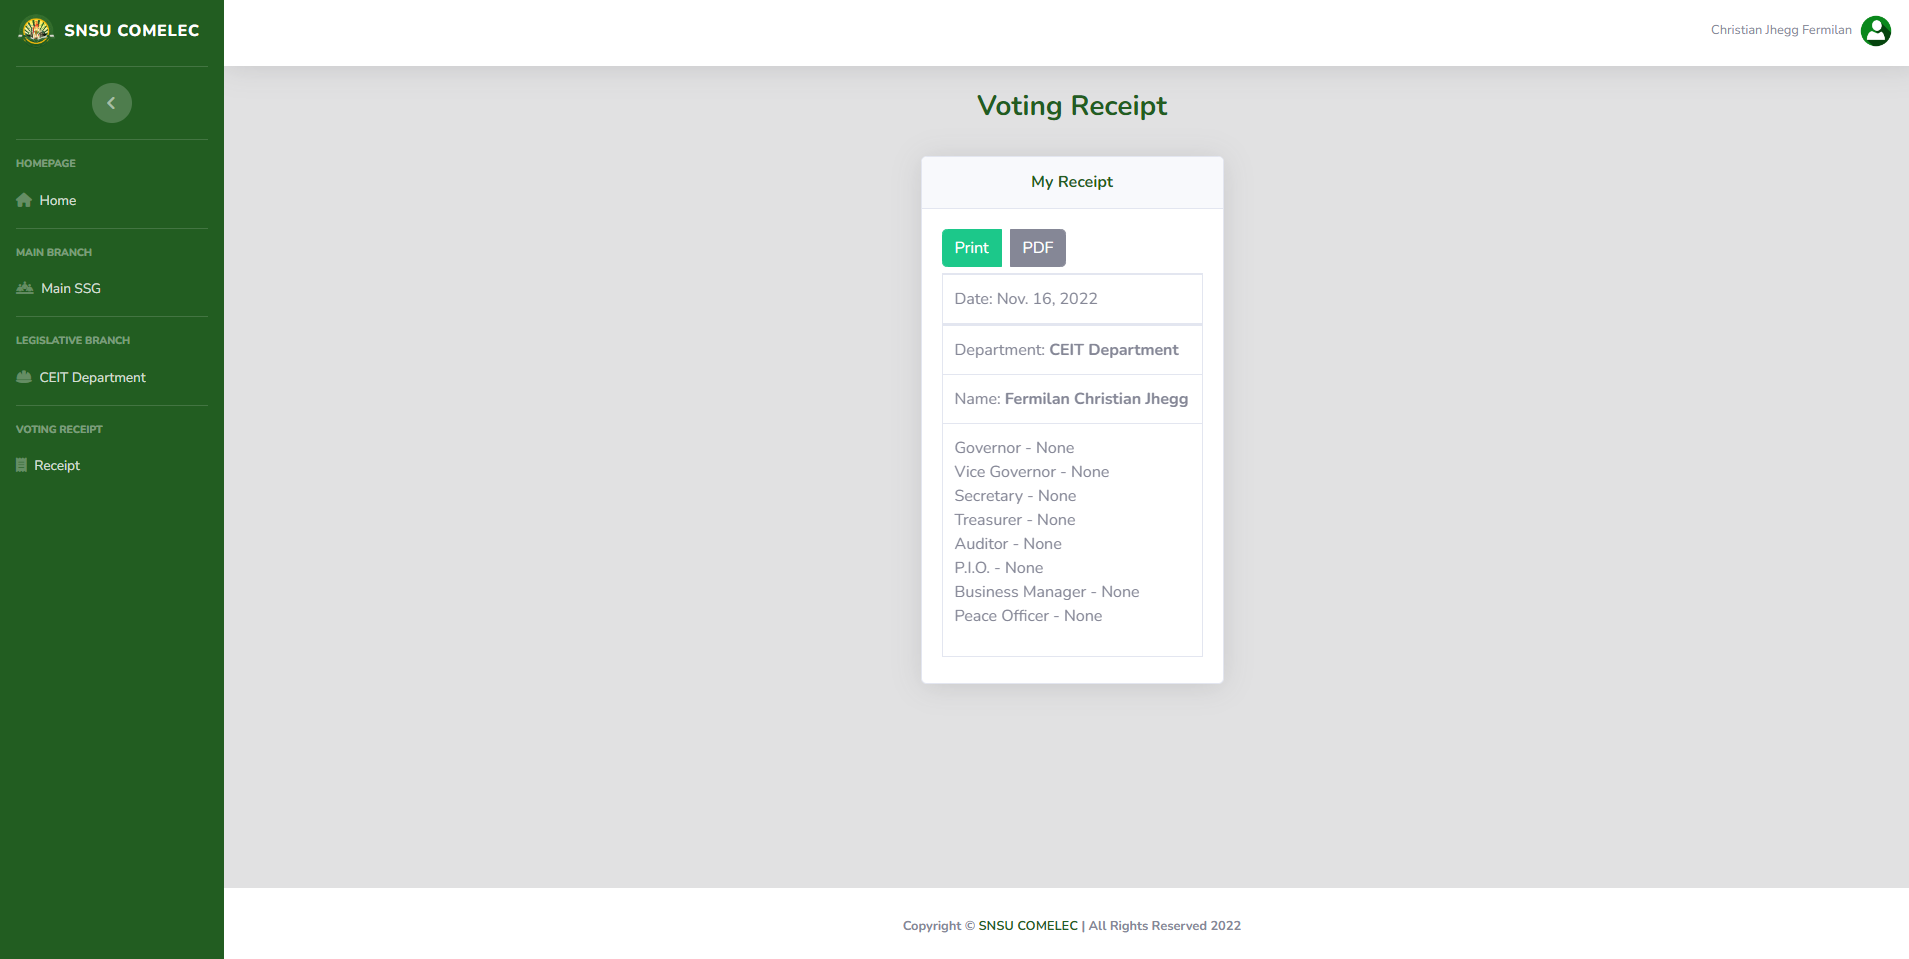 SNSU COMELEC
Christian Jhegg Fermilan
HOMEPAGE
Home
MAIN BRANCH
Main SSG
LEGISLATIVE BRANCH
CEIT Department
VOTING RECEIPT
Receipt
Voting Receipt
My Receipt
Print
PDF
Date: Nov. 16, 2022
Department: CEIT Department
Name: Fermilan Christian Jhegg
Governor - None
Vice Governor - None
Secretary - None
Treasurer - None
Auditor - None
P.I.O. - None
Business Manager - None
Peace Officer - None
Copyright © SNSU COMELEC | All Rights Reserved 2022